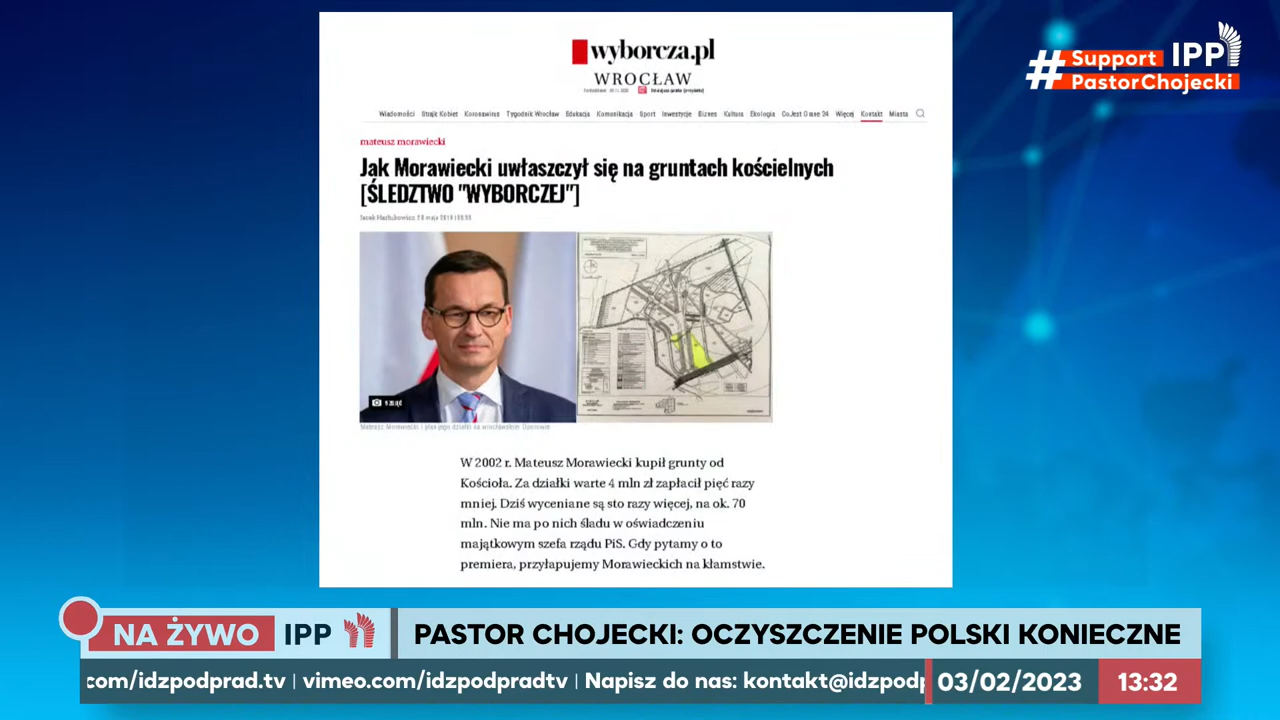 wyborcza.pl
WROCŁAW
#Support
PastorChojecki
IPP
Wiadomości Strajk Kobiet Koronawirus Tygodnik Wrocław Edukacja Komunikacja Sport Inwestycje Biznes Kultura Ekologia CoJest Grane 24 Więcej Kontakt Miasta
mateusz morawiecki
Jak Morawiecki uwłaszczył się na gruntach kościelnych
[ŚLEDZTWO "WYBORCZEJ"]
W 2002 r. Mateusz Morawiecki kupił grunty od
Kościoła. Za działki warte 4 mln zł zapłacił pięć razy
mniej. Dziś wyceniane są sto razy więcej, na ok. 70
mln. Nie ma po nich śladu w oświadczeniu
majątkowym szefa rządu PiS. Gdy pytamy o to
premiera, przyłapujemy Morawieckich na kłamstwie.
NA ŻYWO IPP PASTOR CHOJECKI: OCZYSZCZENIE POLSKI KONIECZNE
com/idzpodprad.tv | vimeo.com/idzpodpradtv | Napisz do nas: kontakt@idzpodp 03/02/2023 13:32